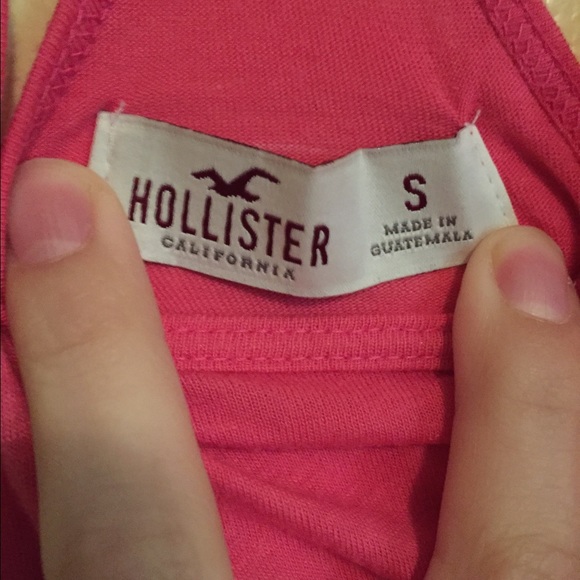 HOLLISTER
CALIFORNIA
S
MADE IN
GUATEMALA